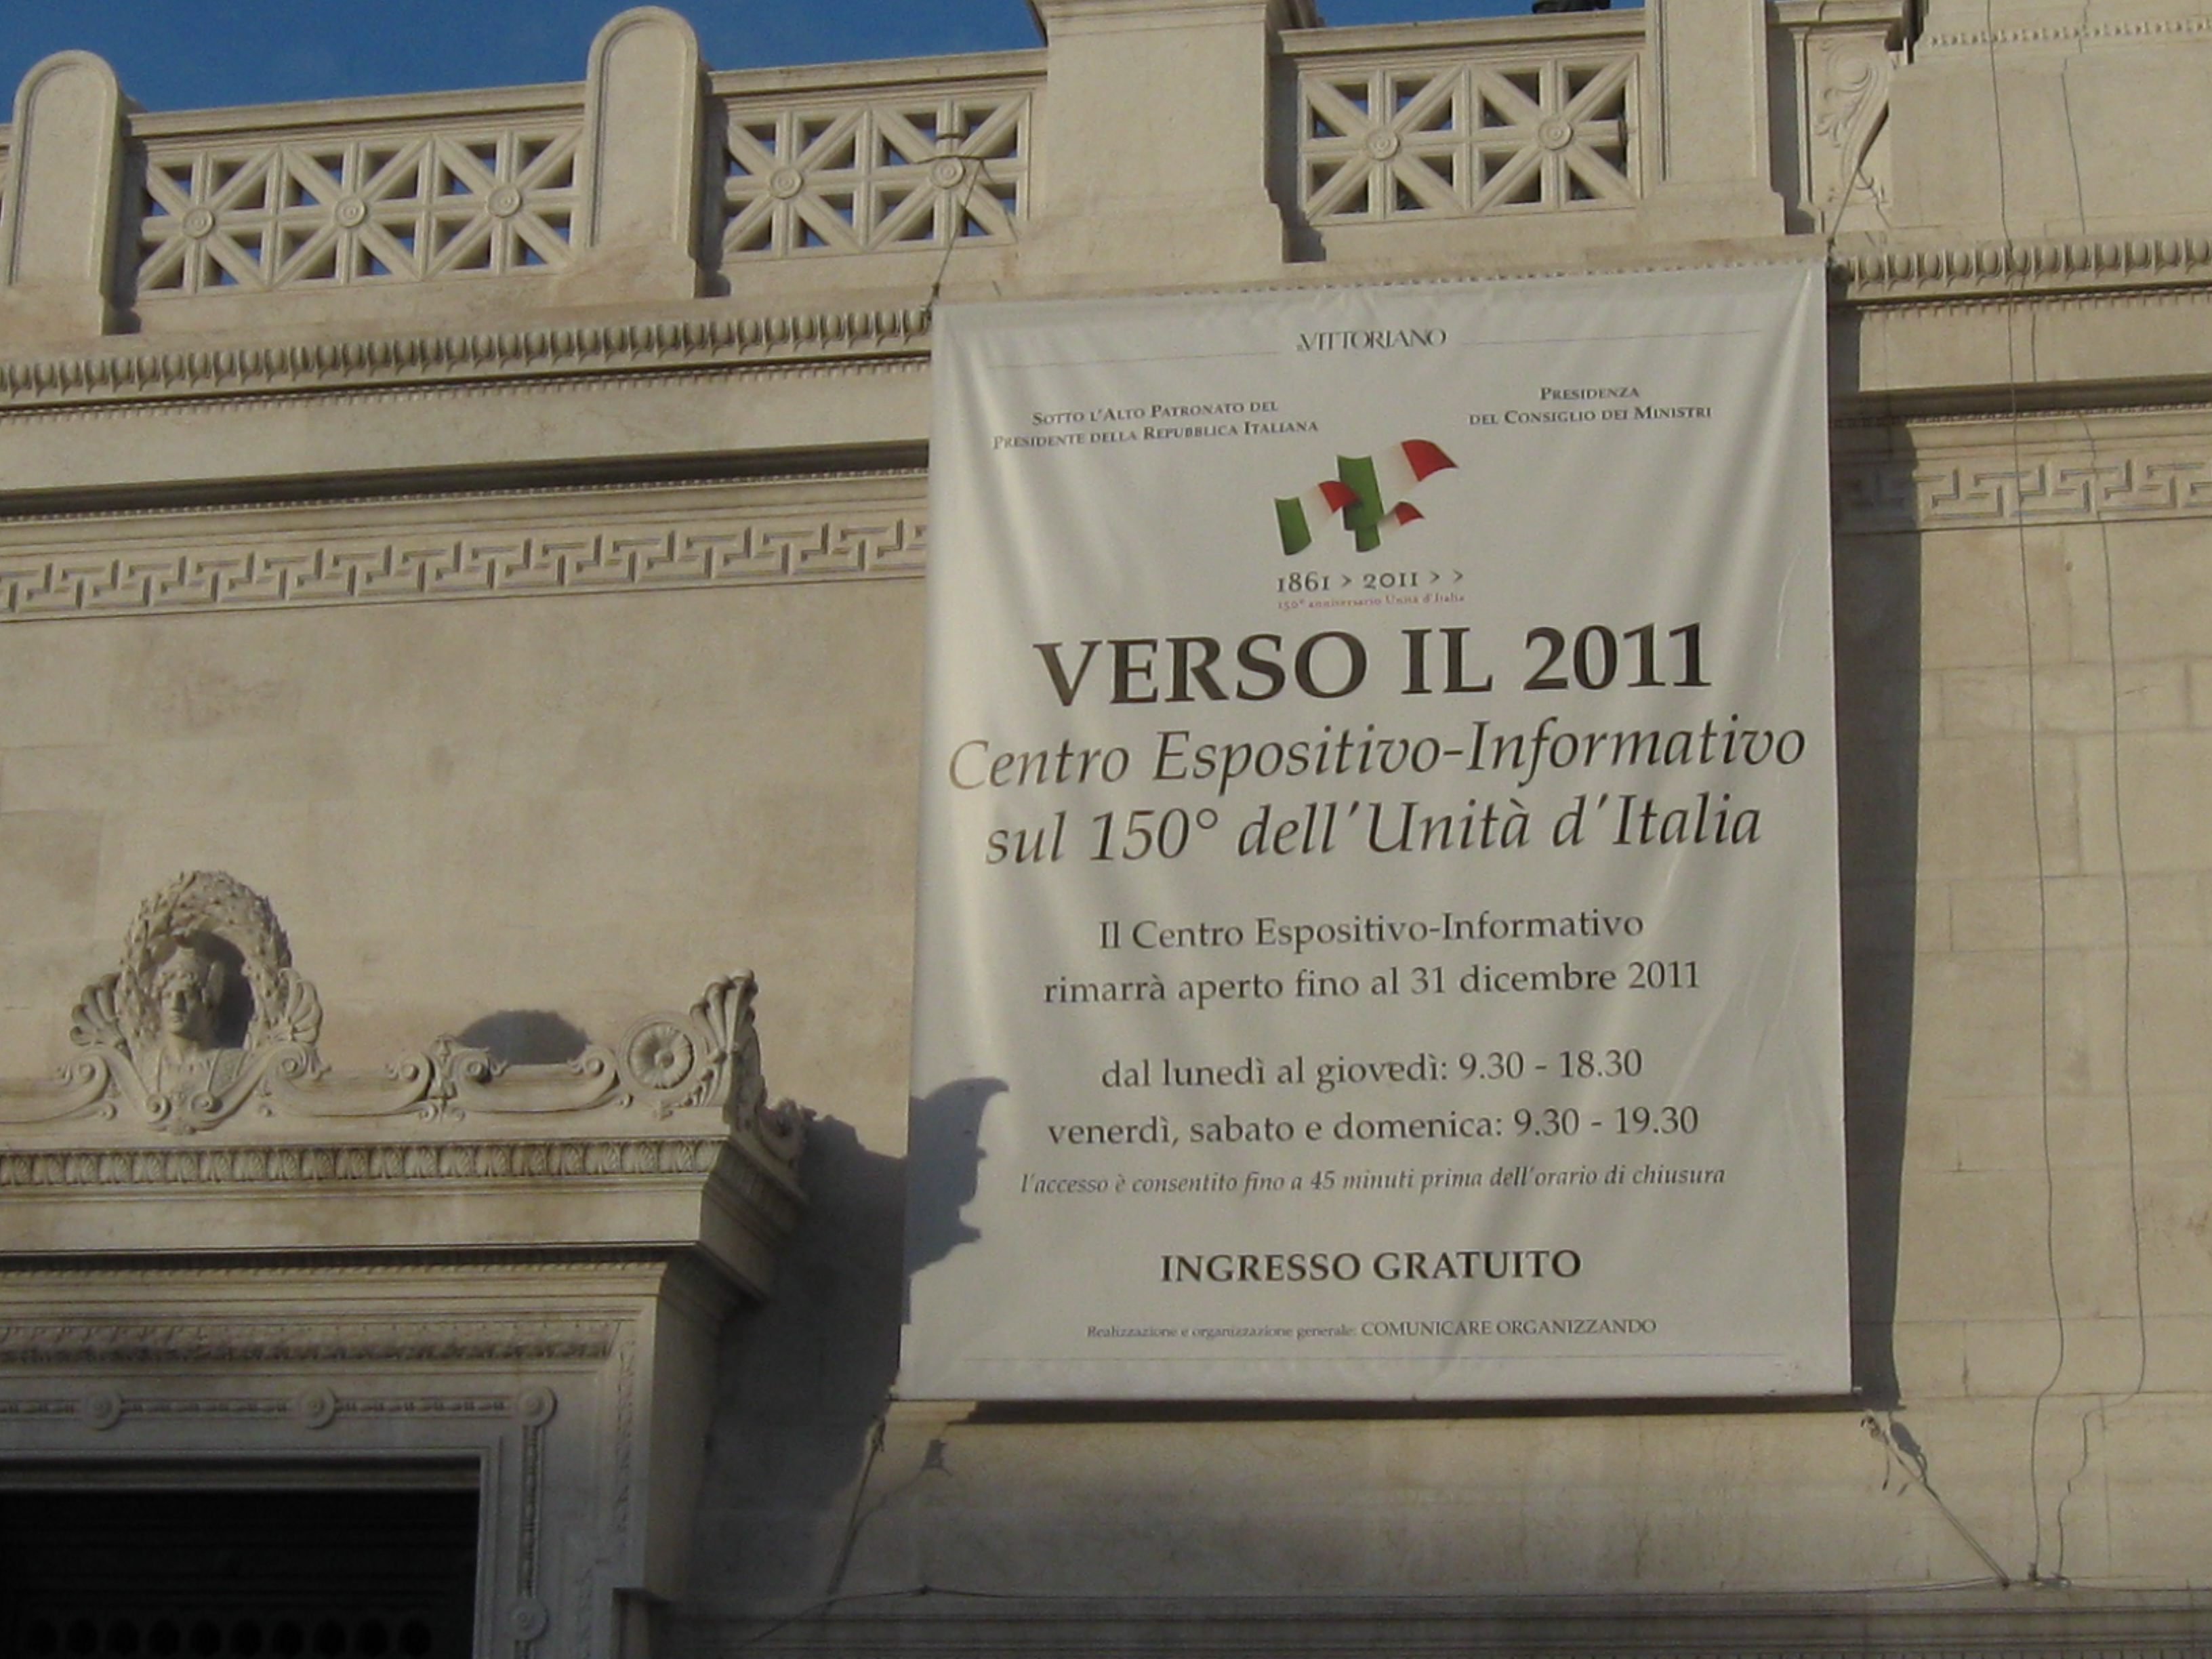 IL VITTORIANO
SOTTO L'ALTO PATRONATO DEL
PRESIDENTE DELLA REPUBBLICA ITALIANA
PRESIDENZA
DEL CONSIGLIO DEI MINISTRI
1861 > 2011 > >
150° anniversario Unità d'Italia
VERSO IL 2011
Centro Espositivo-Informativo
sul 150° dell'Unità d'Italia
Il Centro Espositivo-Informativo
rimarrà aperto fino al 31 dicembre 2011
dal lunedì al giovedì: 9.30 - 18.30
venerdì, sabato e domenica: 9.30 - 19.30
l'accesso è consentito fino a 45 minuti prima dell'orario di chiusura
INGRESSO GRATUITO
Realizzazione e organizzazione generale: COMUNICARE ORGANIZZANDO